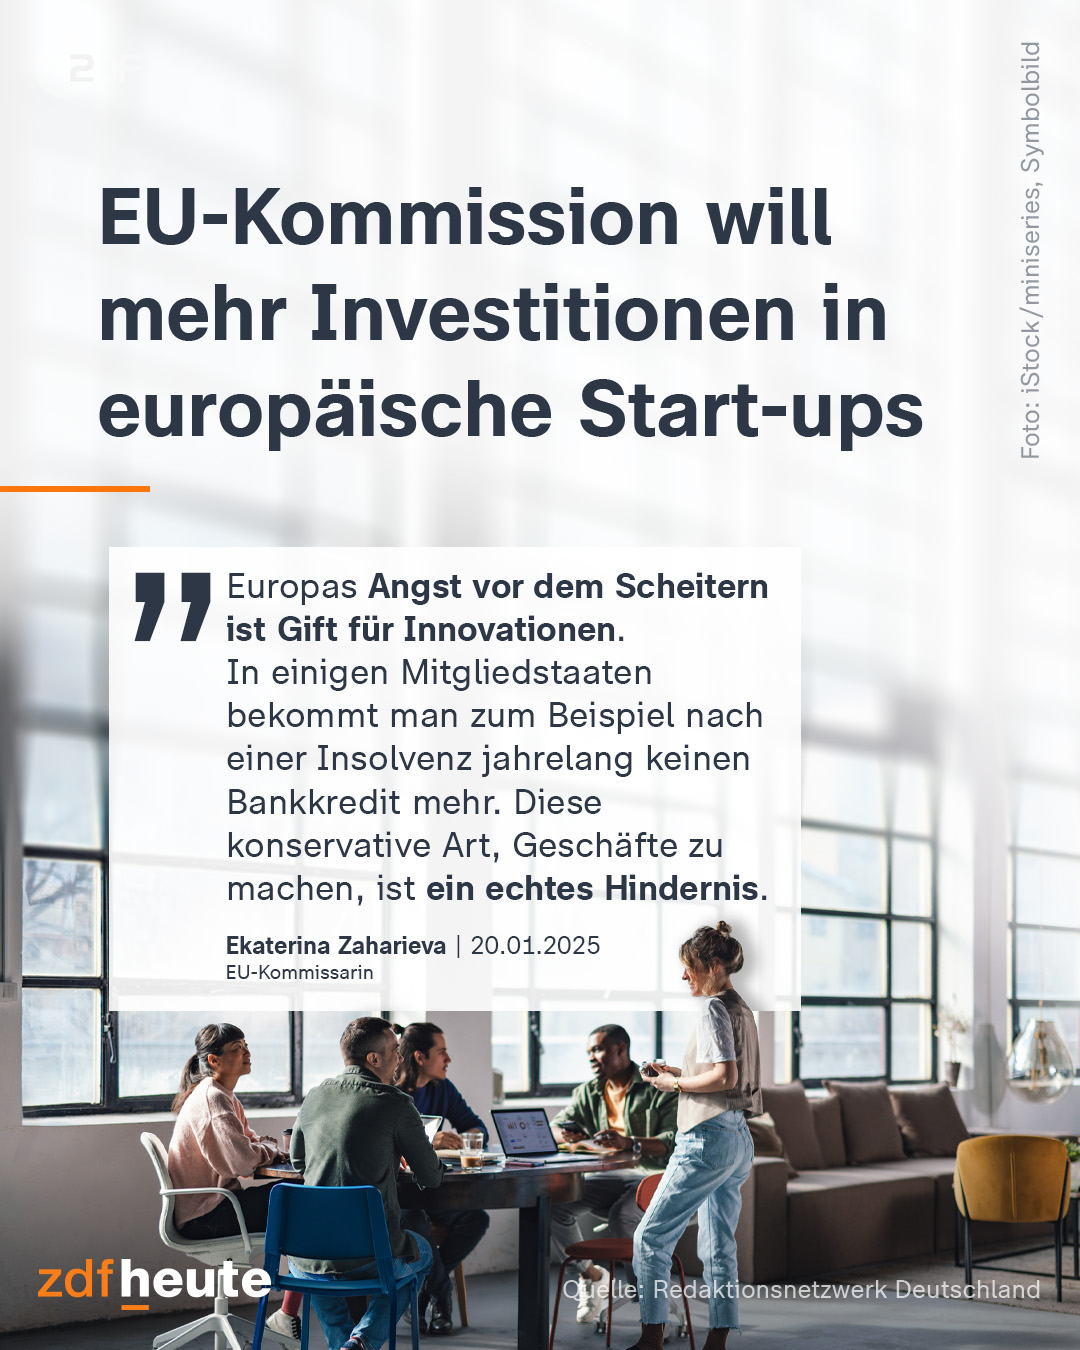 EU-Kommission will
mehr Investitionen in
europäische Start-ups
Foto: iStock/miniseries, Symbolbild
” Europas Angst vor dem Scheitern
ist Gift für Innovationen.
In einigen Mitgliedstaaten
bekommt man zum Beispiel nach
einer Insolvenz jahrelang keinen
Bankkredit mehr. Diese
konservative Art, Geschäfte zu
machen, ist ein echtes Hindernis.
Ekaterina Zaharieva | 20.01.2025
EU-Kommissarin
zdfheute
Quelle: Redaktionsnetzwerk Deutschland